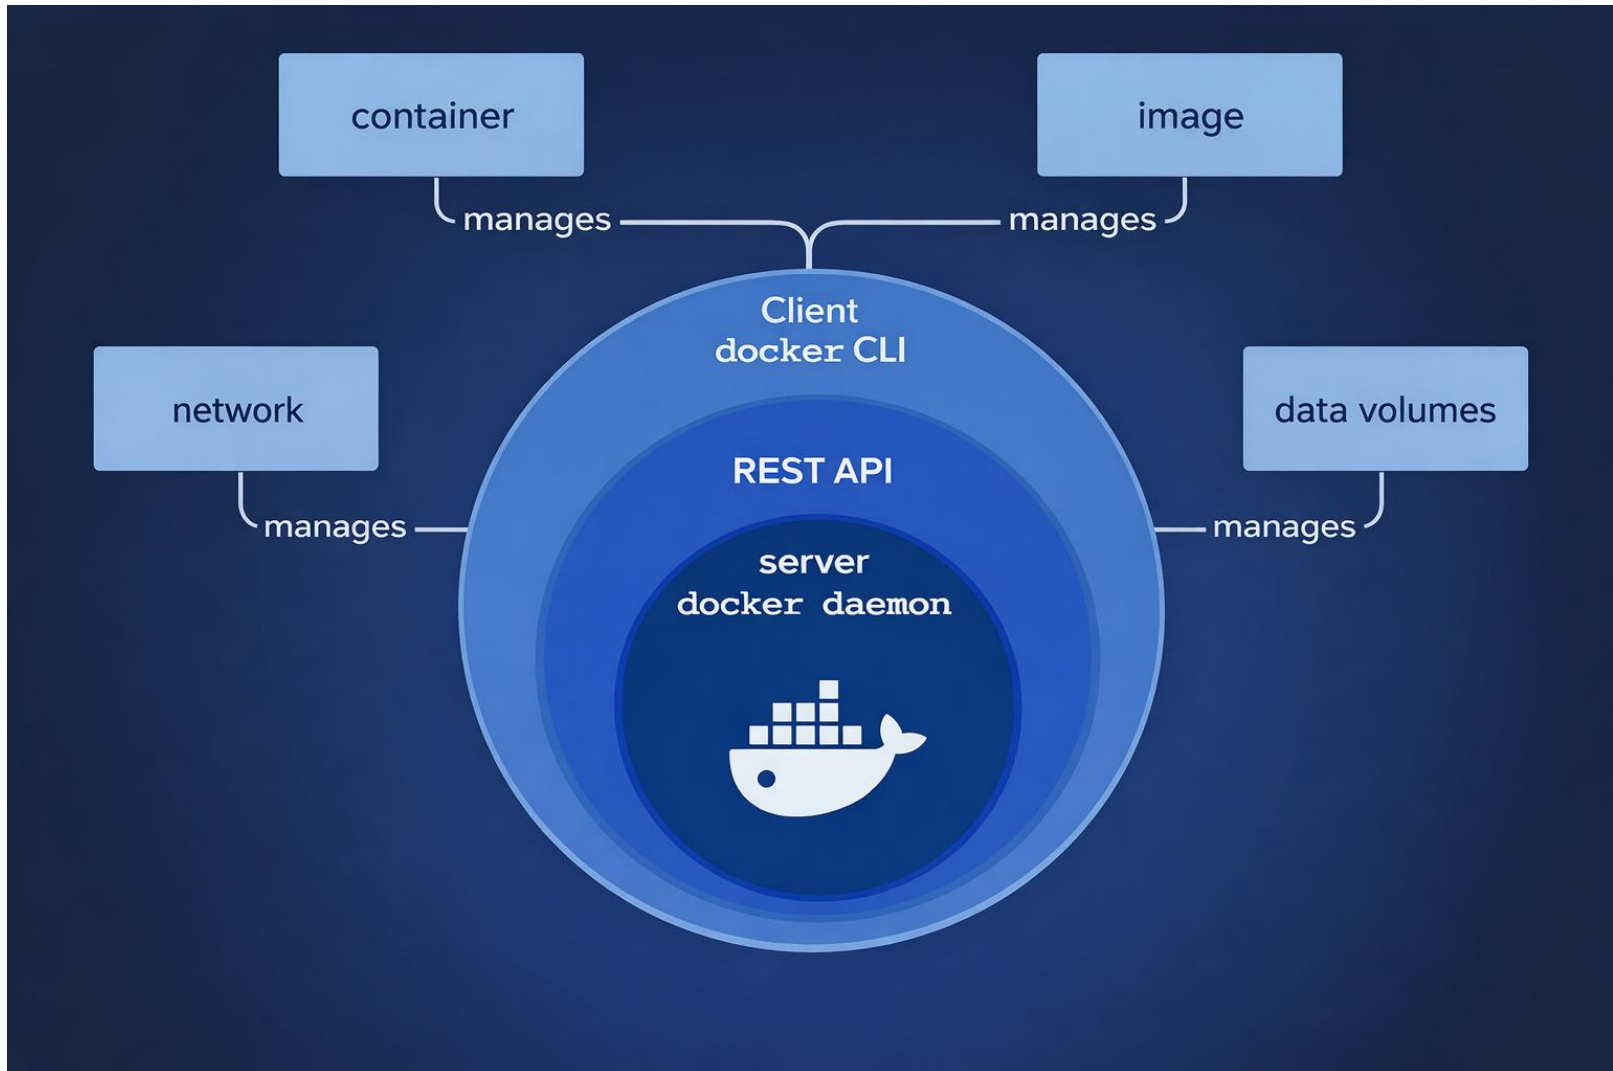 container
image
manages
manages
Client
docker CLI
network
data volumes
REST API
manages
manages
server
docker daemon